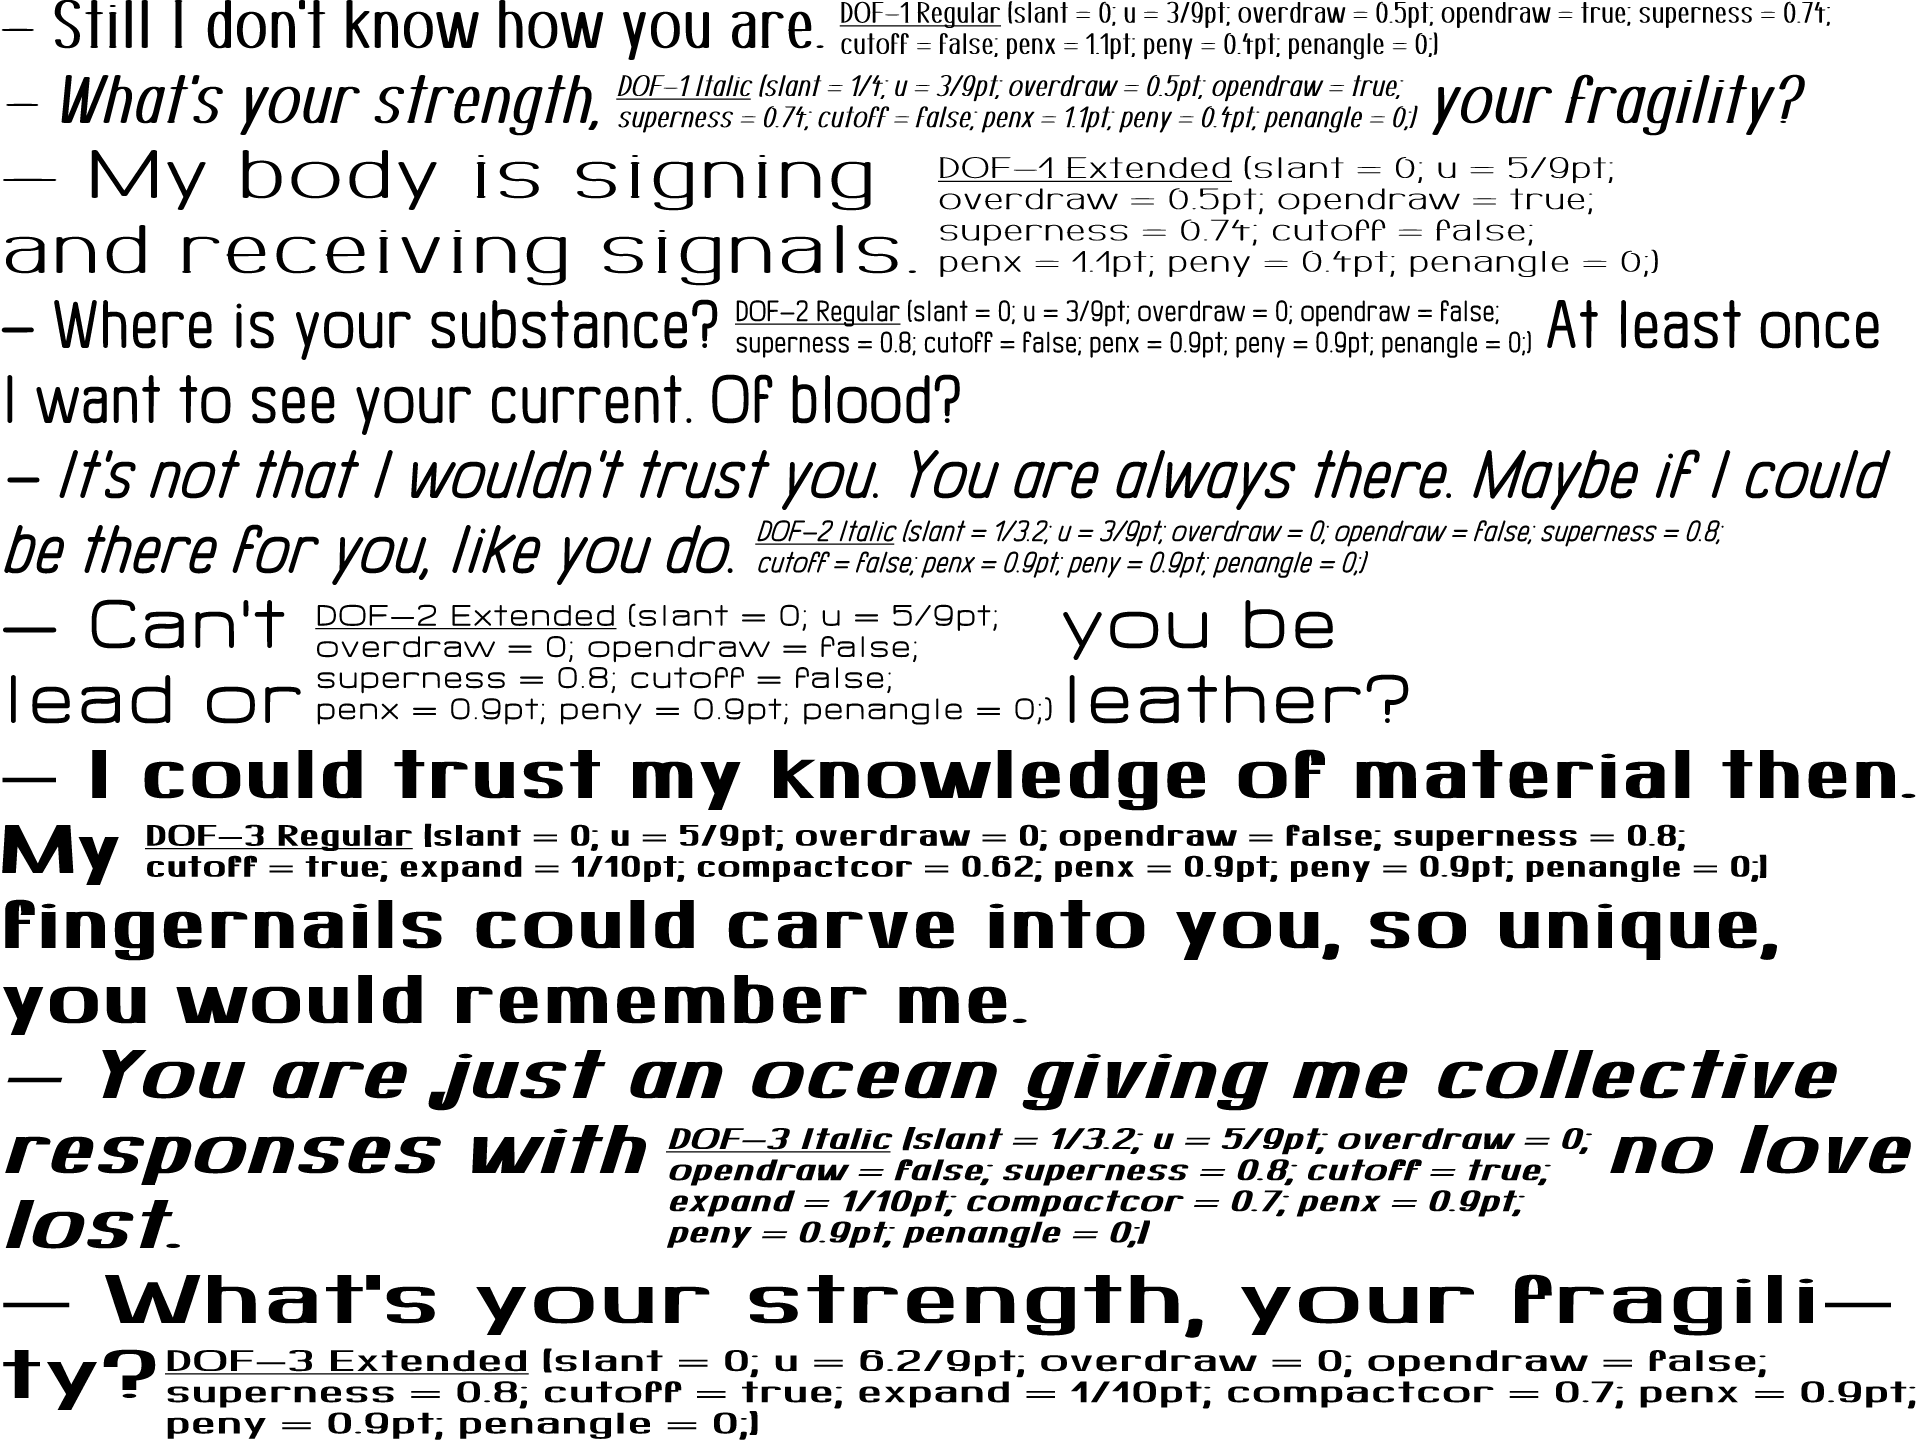 – Still I don't know how you are. DOF–1 Regular (slant = 0; u = 3/9pt; overdraw = 0.5pt; opendraw = true; superness = 0.74;
cutoff = false; penx = 1.1pt; peny = 0.4pt; penangle = 0;)
– What's your strength, DOF–1 Italic (slant = 1/4; u = 3/9pt; overdraw = 0.5pt; opendraw = true;
superness = 0.74; cutoff = false; penx = 1.1pt; peny = 0.4pt; penangle = 0;) your fragility?
– My body is signing
and receiving signals.
DOF–1 Extended (slant = 0; u = 5/9pt;
overdraw = 0.5pt; opendraw = true;
superness = 0.74; cutoff = false;
penx = 1.1pt; peny = 0.4pt; penangle = 0;)
– Where is your substance? DOF–2 Regular (slant = 0; u = 3/9pt; overdraw = 0; opendraw = false;
superness = 0.8; cutoff = false; penx = 0.9pt; peny = 0.9pt; penangle = 0;) At least once
I want to see your current. Of blood?
– It's not that I wouldn't trust you. You are always there. Maybe if I could
be there for you, like you do. DOF–2 Italic (slant = 1/3.2; u = 3/9pt; overdraw = 0; opendraw = false; superness = 0.8;
cutoff = false; penx = 0.9pt; peny = 0.9pt; penangle = 0;)
– Can't
lead or
DOF–2 Extended (slant = 0; u = 5/9pt;
overdraw = 0; opendraw = false;
superness = 0.8; cutoff = false;
penx = 0.9pt; peny = 0.9pt; penangle = 0;)
you be
leather?
– I could trust my knowledge of material then.
My DOF–3 Regular (slant = 0; u = 5/9pt; overdraw = 0; opendraw = false; superness = 0.8;
cutoff = true; expand = 1/10pt; compactcor = 0.62; penx = 0.9pt; peny = 0.9pt; penangle = 0;)
fingernails could carve into you, so unique,
you would remember me.
– You are just an ocean giving me collective
responses with
DOF–3 Italic (slant = 1/3.2; u = 5/9pt; overdraw = 0;
opendraw = false; superness = 0.8; cutoff = true;
expand = 1/10pt; compactcor = 0.7; penx = 0.9pt;
peny = 0.9pt; penangle = 0;)
no love
lost.
– What's your strength, your fragili–
ty? DOF–3 Extended (slant = 0; u = 6.2/9pt; overdraw = 0; opendraw = false;
superness = 0.8; cutoff = true; expand = 1/10pt; compactcor = 0.7; penx = 0.9pt;
peny = 0.9pt; penangle = 0;)